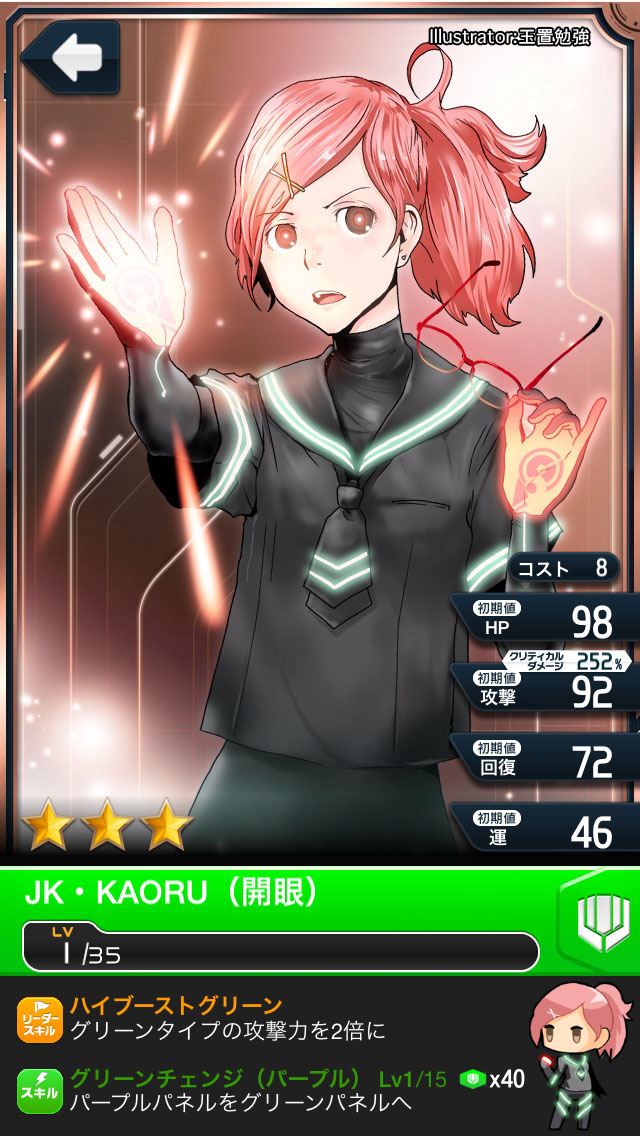 Illustrator:玉置勉強
コスト 8
初期値
HP 98
クリティカル
ダメージ 252%
初期値
攻撃 92
初期値
回復 72
初期値
運 46
JK・KAORU（開眼）
LV
1/35
リーダー
スキル
ハイブーストグリーン
グリーンタイプの攻撃力を2倍に
スキル
グリーンチェンジ（パープル） Lv1/15 x40
パープルパネルをグリーンパネルへ